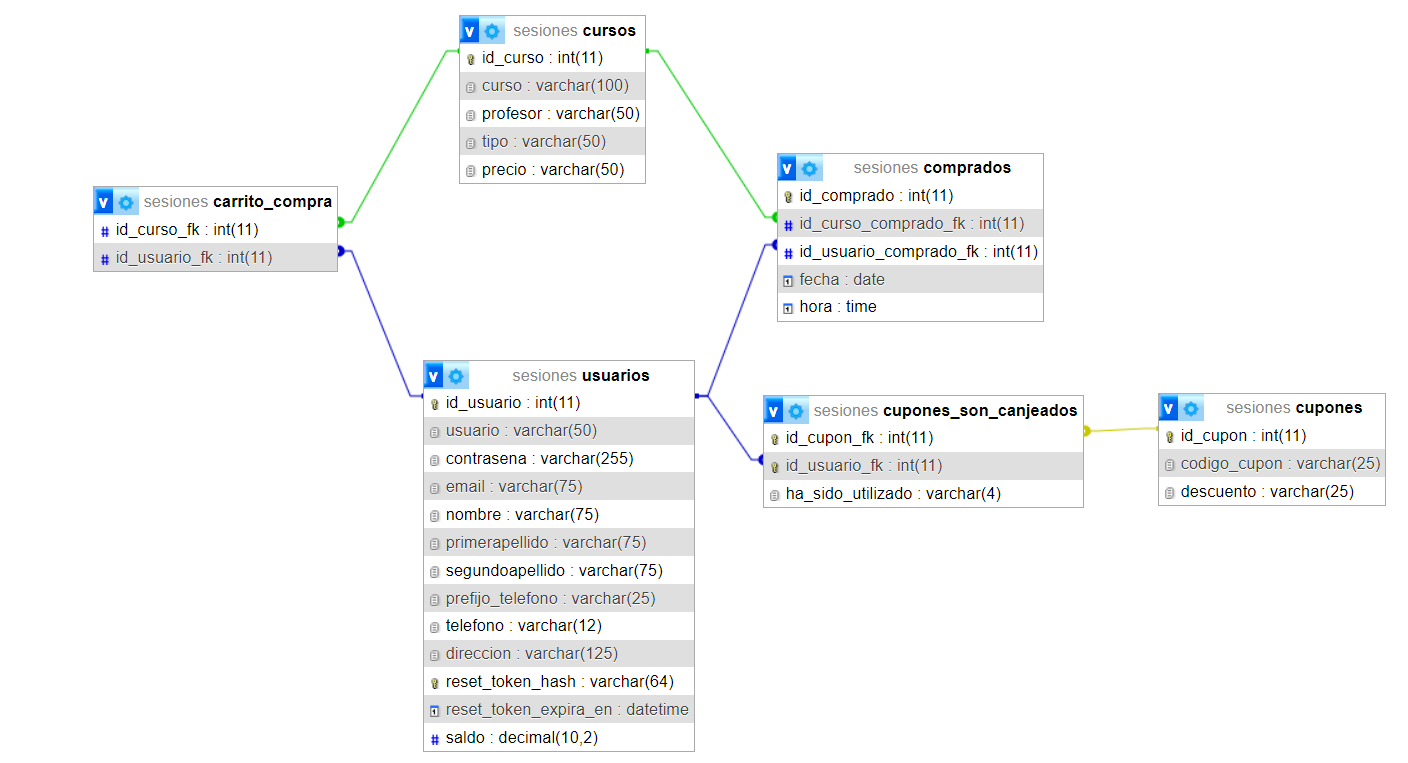 v sesiones cursos
id_curso : int(11)
curso : varchar(100)
profesor : varchar(50)
tipo : varchar(50)
precio : varchar(50)
v sesiones carrito_compra
# id_curso_fk : int(11)
# id_usuario_fk : int(11)
v sesiones comprados
id_comprado : int(11)
# id_curso_comprado_fk : int(11)
# id_usuario_comprado_fk : int(11)
fecha : date
hora : time
v sesiones usuarios
id_usuario : int(11)
usuario : varchar(50)
contrasena : varchar(255)
email : varchar(75)
nombre : varchar(75)
primerapellido : varchar(75)
segundoapellido : varchar(75)
prefijo_telefono : varchar(25)
telefono : varchar(12)
direccion : varchar(125)
reset_token_hash : varchar(64)
reset_token_expira_en : datetime
# saldo : decimal(10,2)
v sesiones cupones_son_canjeados
id_cupon_fk : int(11)
id_usuario_fk : int(11)
ha_sido_utilizado : varchar(4)
v sesiones cupones
id_cupon : int(11)
codigo_cupon : varchar(25)
descuento : varchar(25)